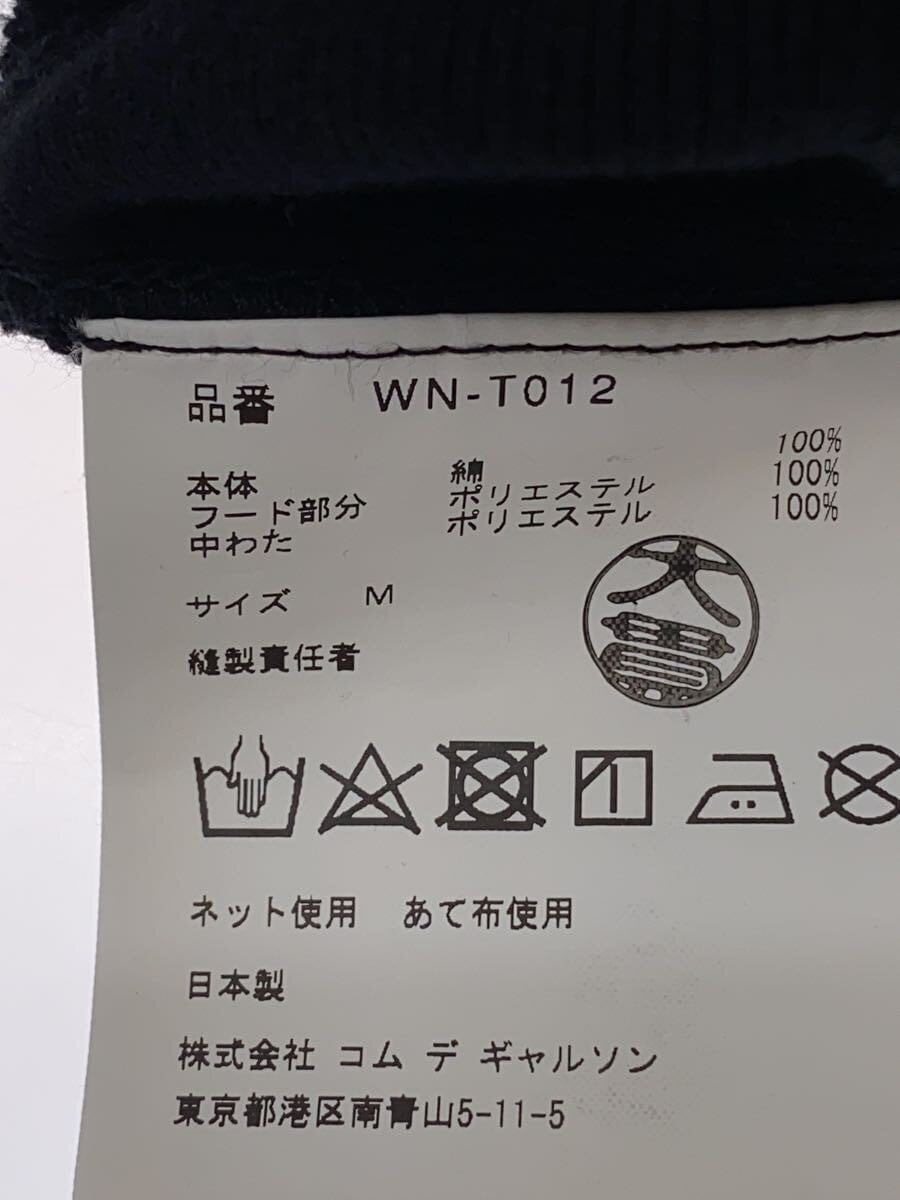 品番 WN-T012
本体 綿 100%
フード部分 ポリエステル 100%
中わた ポリエステル 100%
サイズ M
縫製責任者
ネット使用 あて布使用
日本製
株式会社 コム デ ギャルソン
東京都港区南青山5-11-5